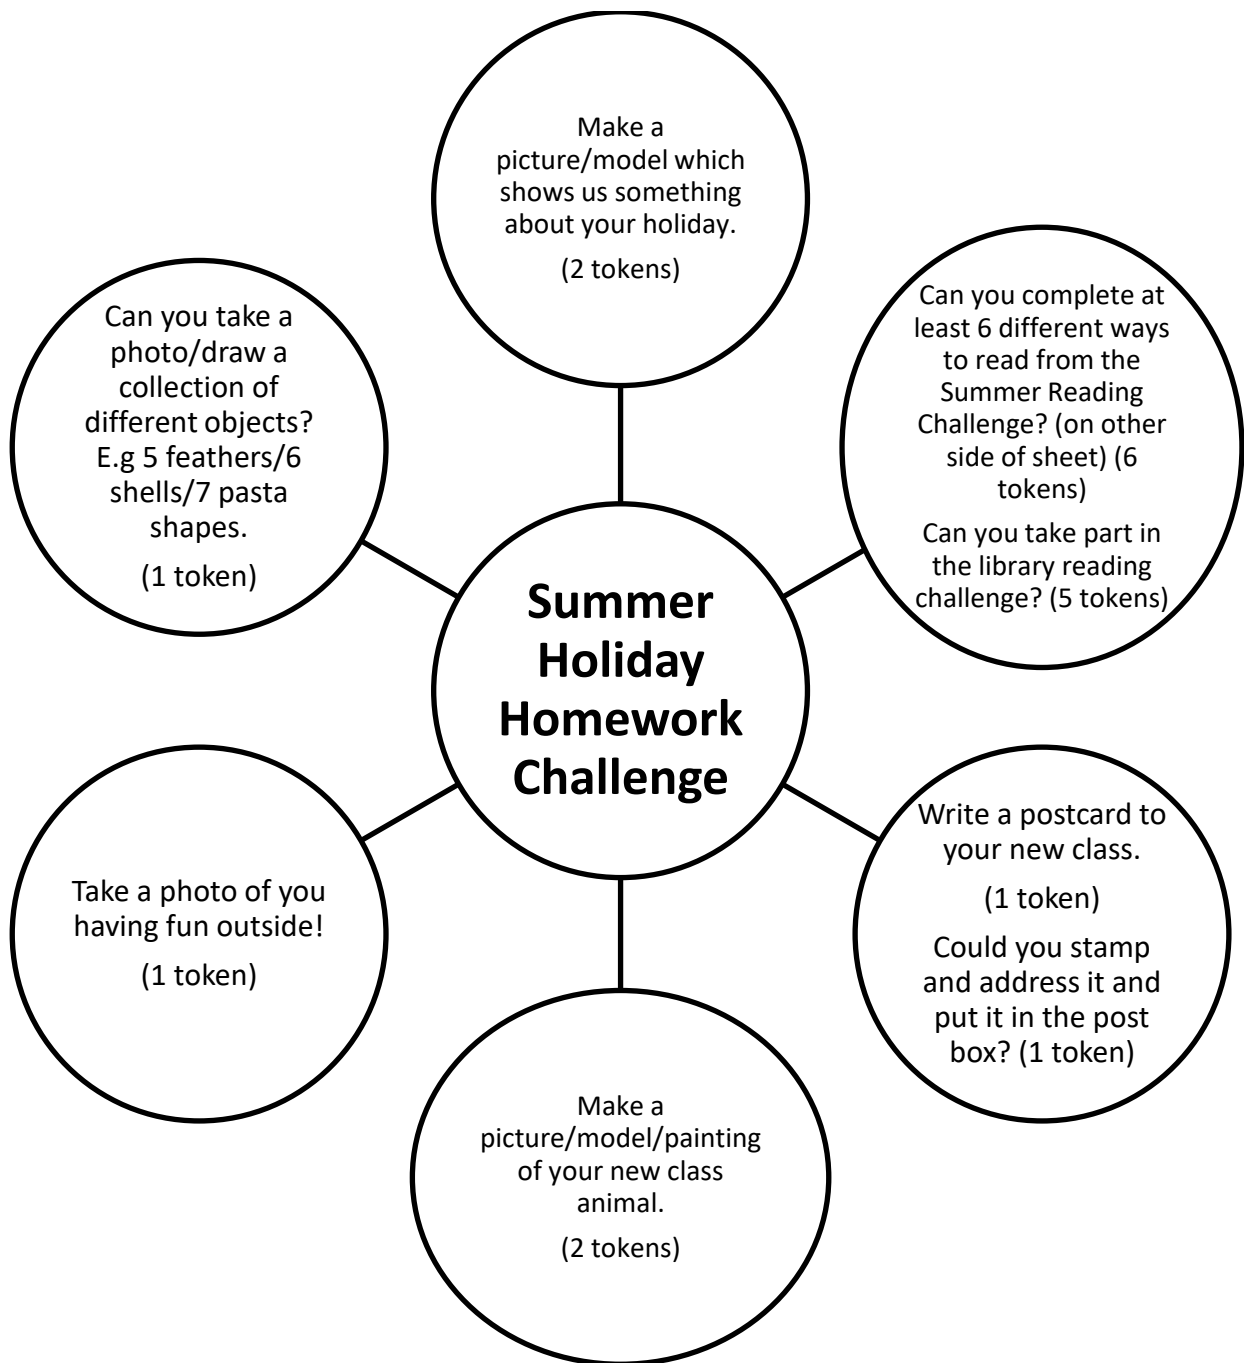 Make a
picture/model which
shows us something
about your holiday.
(2 tokens)
Can you complete at
least 6 different ways
to read from the
Summer Reading
Challenge? (on other
side of sheet) (6
tokens)
Can you take part in
the library reading
challenge? (5 tokens)
Write a postcard to
your new class.
(1 token)
Could you stamp
and address it and
put it in the post
box? (1 token)
Make a
picture/model/painting
of your new class
animal.
(2 tokens)
Take a photo of you
having fun outside!
(1 token)
Can you take a
photo/draw a
collection of
different objects?
E.g 5 feathers/6
shells/7 pasta
shapes.
(1 token)
Summer
Holiday
Homework
Challenge